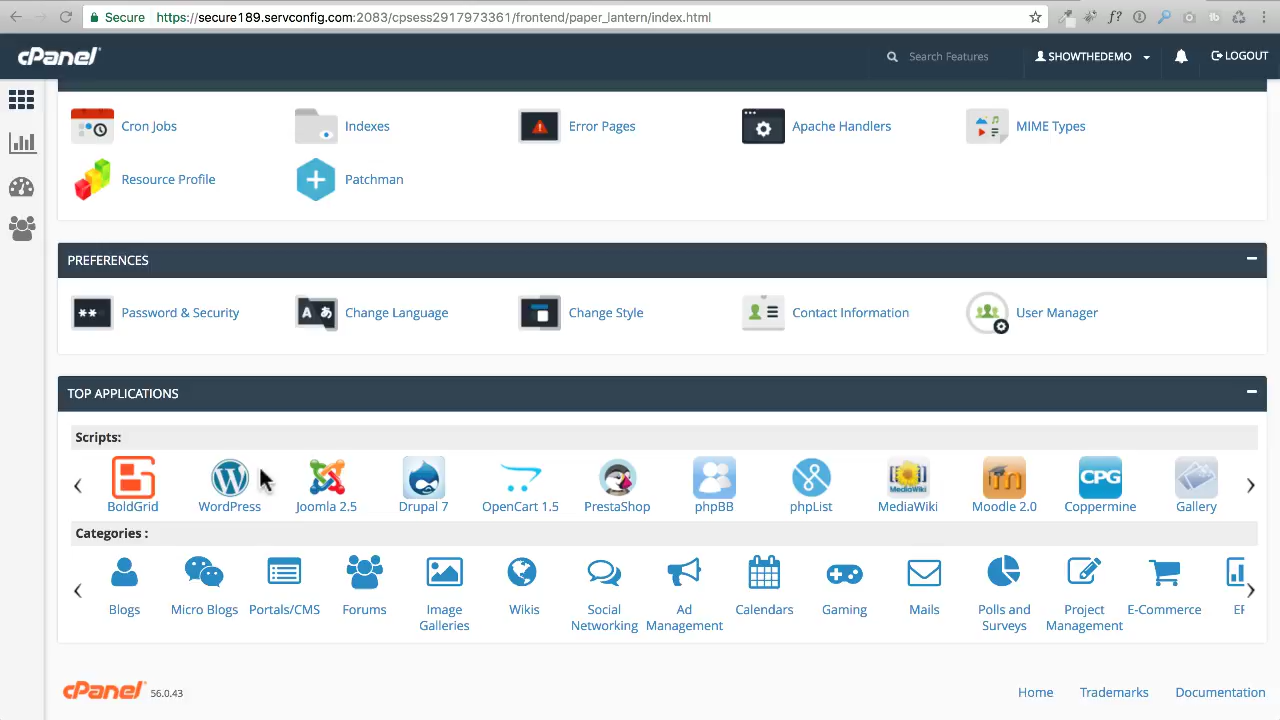 Secure https://secure189.servconfig.com:2083/cpsess2917973361/frontend/paper_lantern/index.html
cPanel Search Features SHOWTHEDEMO LOGOUT
Cron Jobs Indexes Error Pages Apache Handlers MIME Types
Resource Profile Patchman
PREFERENCES
Password & Security Change Language Change Style Contact Information User Manager
TOP APPLICATIONS
Scripts:
BoldGrid WordPress Joomla 2.5 Drupal 7 OpenCart 1.5 PrestaShop phpBB phpList MediaWiki Moodle 2.0 Coppermine Gallery
Categories :
Blogs Micro Blogs Portals/CMS Forums Image Wikis Social Ad Calendars Gaming Mails Polls and Project E-Commerce
Galleries Networking Management Surveys Management
cPanel 56.0.43 Home Trademarks Documentation